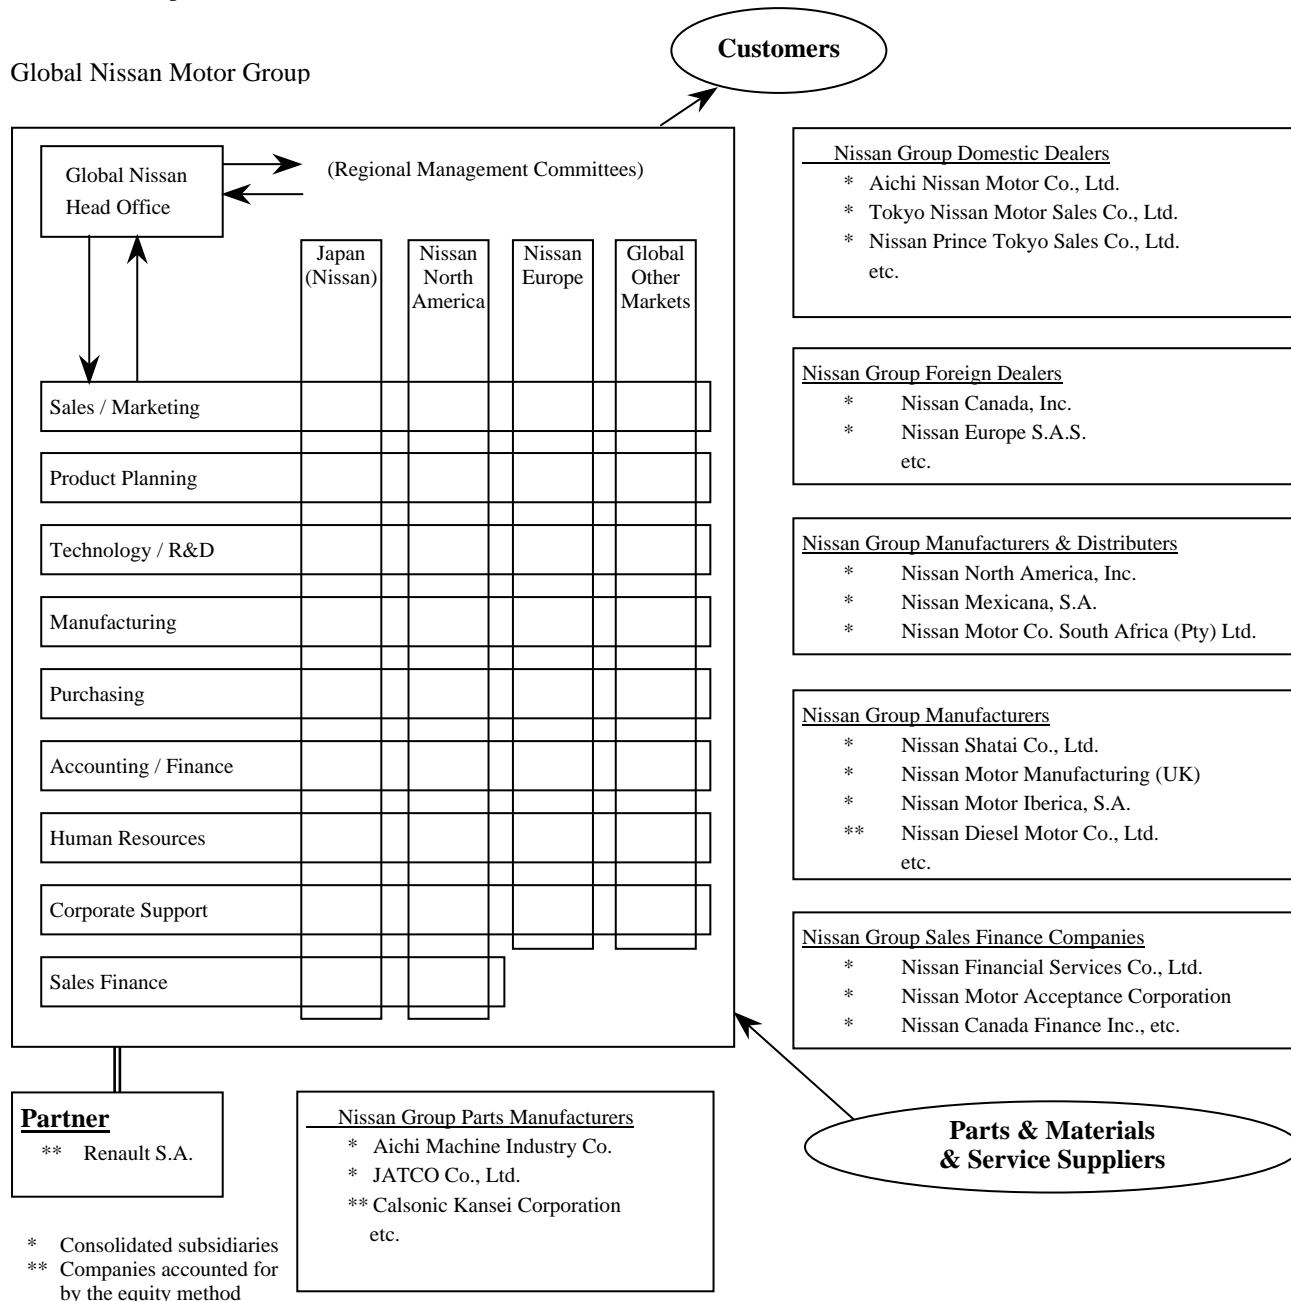 Customers
Global Nissan Motor Group
Global Nissan
Head Office
(Regional Management Committees)
Japan
(Nissan)
Nissan
North
America
Nissan
Europe
Global
Other
Markets
Sales / Marketing
Product Planning
Technology / R&D
Manufacturing
Purchasing
Accounting / Finance
Human Resources
Corporate Support
Sales Finance
Nissan Group Domestic Dealers
* Aichi Nissan Motor Co., Ltd.
* Tokyo Nissan Motor Sales Co., Ltd.
* Nissan Prince Tokyo Sales Co., Ltd.
etc.
Nissan Group Foreign Dealers
* Nissan Canada, Inc.
* Nissan Europe S.A.S.
etc.
Nissan Group Manufacturers & Distributers
* Nissan North America, Inc.
* Nissan Mexicana, S.A.
* Nissan Motor Co. South Africa (Pty) Ltd.
Nissan Group Manufacturers
* Nissan Shatai Co., Ltd.
* Nissan Motor Manufacturing (UK)
* Nissan Motor Iberica, S.A.
** Nissan Diesel Motor Co., Ltd.
etc.
Nissan Group Sales Finance Companies
* Nissan Financial Services Co., Ltd.
* Nissan Motor Acceptance Corporation
* Nissan Canada Finance Inc., etc.
Partner
** Renault S.A.
* Consolidated subsidiaries
** Companies accounted for
by the equity method
Nissan Group Parts Manufacturers
* Aichi Machine Industry Co.
* JATCO Co., Ltd.
** Calsonic Kansei Corporation
etc.
Parts & Materials
& Service Suppliers